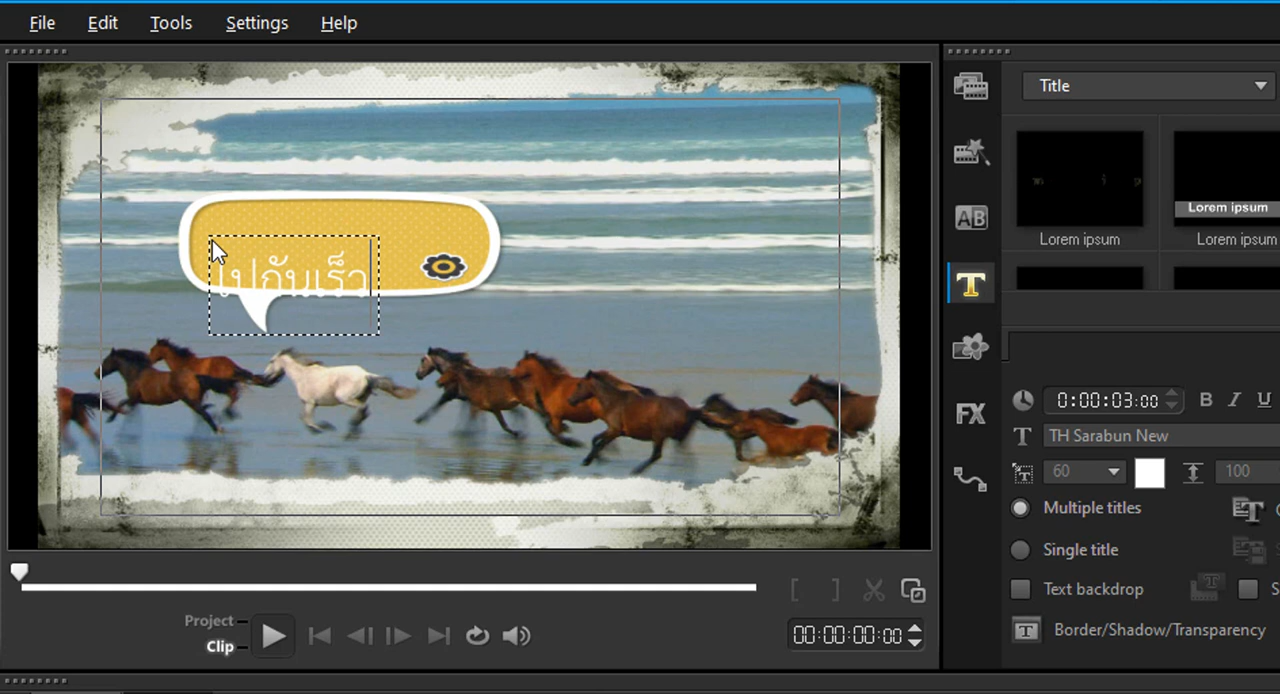 File Edit Tools Settings Help
Title
ไปกันเร็ว
Lorem ipsum
Lorem ipsum
Lorem ipsum
AB
T
FX
0:00:03:00 B I U
T TH Sarabun New
60 100
Multiple titles
Single title
Text backdrop
Border/Shadow/Transparency
Project
Clip
00:00:00:00